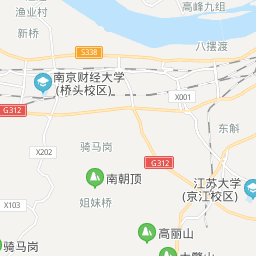 渔业村
高峰九组
新桥
八摆渡
S338
南京财经大学
(桥头校区)
X001
G312
G312
东斛
X202
骑马岗
G312
南朝顶
江苏大学
(京江校区)
姐妹桥
X103
高丽山
骑马岗